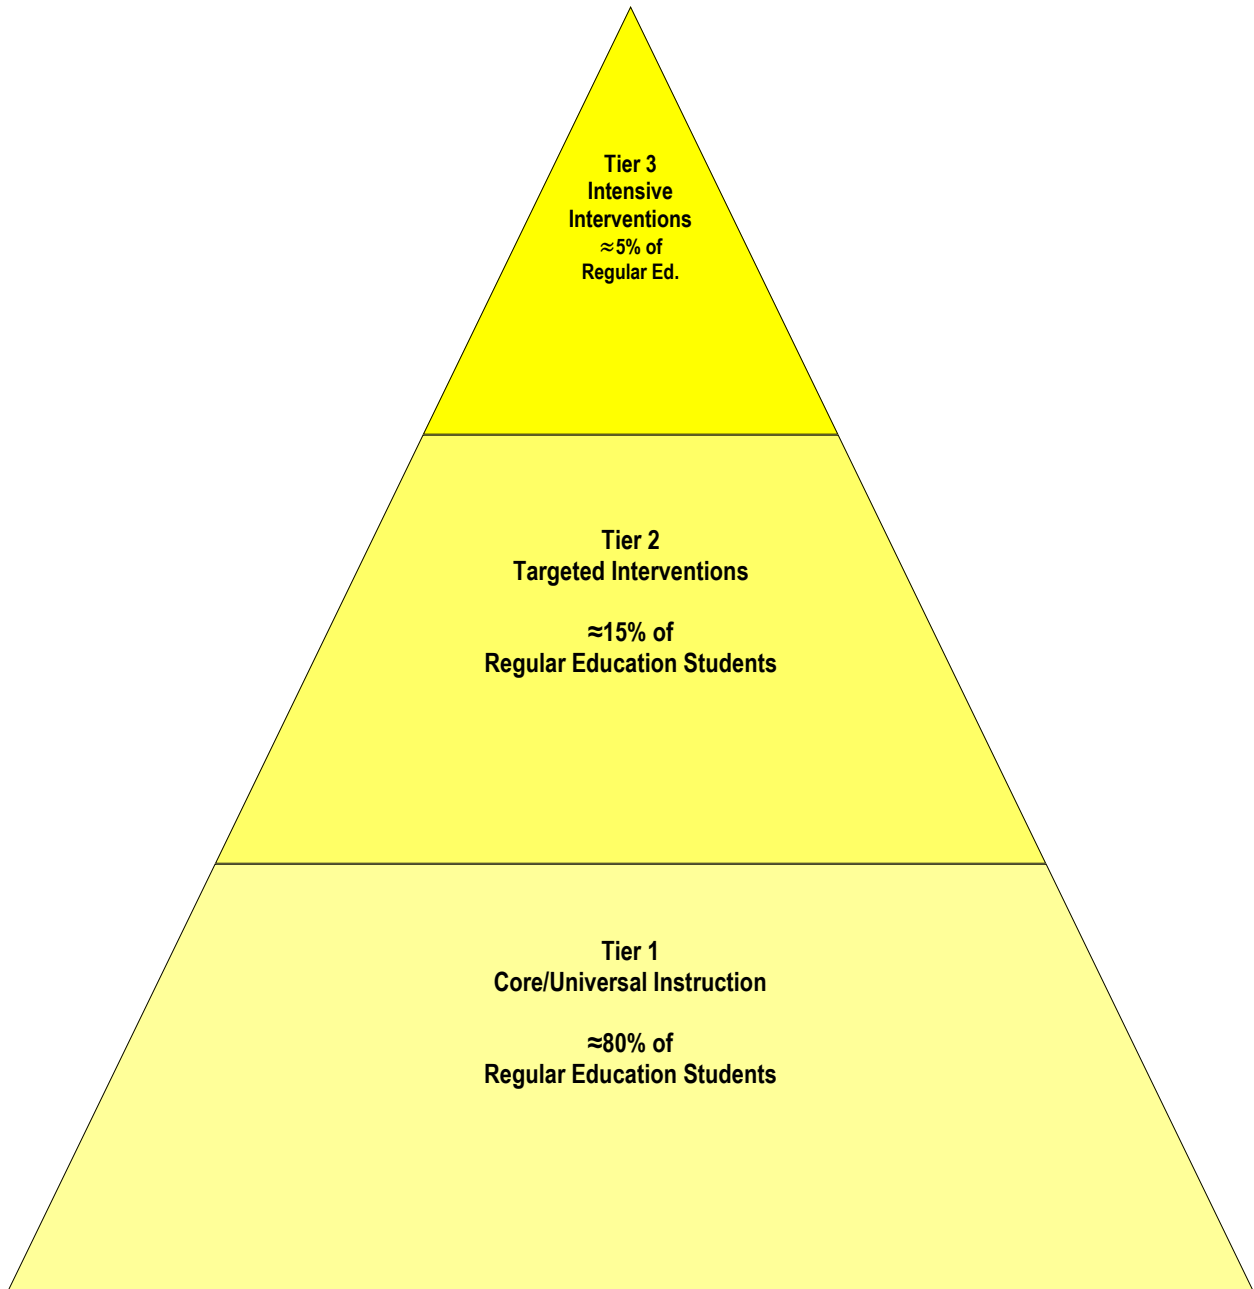 Tier 3
Intensive
Interventions
≈5% of
Regular Ed.
Tier 2
Targeted Interventions
≈15% of
Regular Education Students
Tier 1
Core/Universal Instruction
≈80% of
Regular Education Students